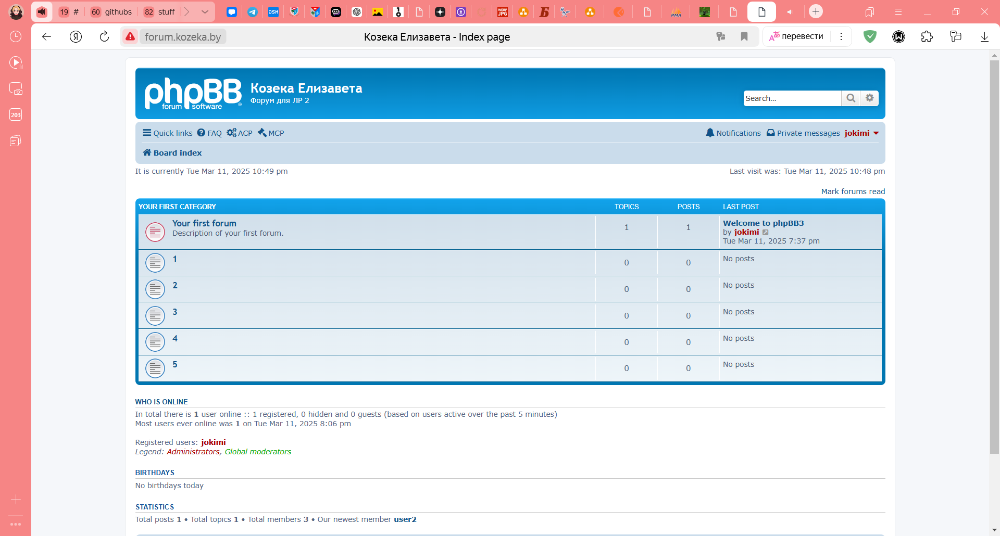 19 # 60 githubs 82 stuff
forum.kozeka.by Козека Елизавета - Index page перевести
203
phpBB® forum software
Козека Елизавета
Форум для ЛР 2
Search…
Quick links FAQ ACP MCP Notifications Private messages jokimi
Board index
It is currently Tue Mar 11, 2025 10:49 pm Last visit was: Tue Mar 11, 2025 10:48 pm
Mark forums read
YOUR FIRST CATEGORY TOPICS POSTS LAST POST
Your first forum
Description of your first forum.
1 1
Welcome to phpBB3
by jokimi
Tue Mar 11, 2025 7:37 pm
1 0 0 No posts
2 0 0 No posts
3 0 0 No posts
4 0 0 No posts
5 0 0 No posts
WHO IS ONLINE
In total there is 1 user online :: 1 registered, 0 hidden and 0 guests (based on users active over the past 5 minutes)
Most users ever online was 1 on Tue Mar 11, 2025 8:06 pm
Registered users: jokimi
Legend: Administrators, Global moderators
BIRTHDAYS
No birthdays today
STATISTICS
Total posts 1 • Total topics 1 • Total members 3 • Our newest member user2